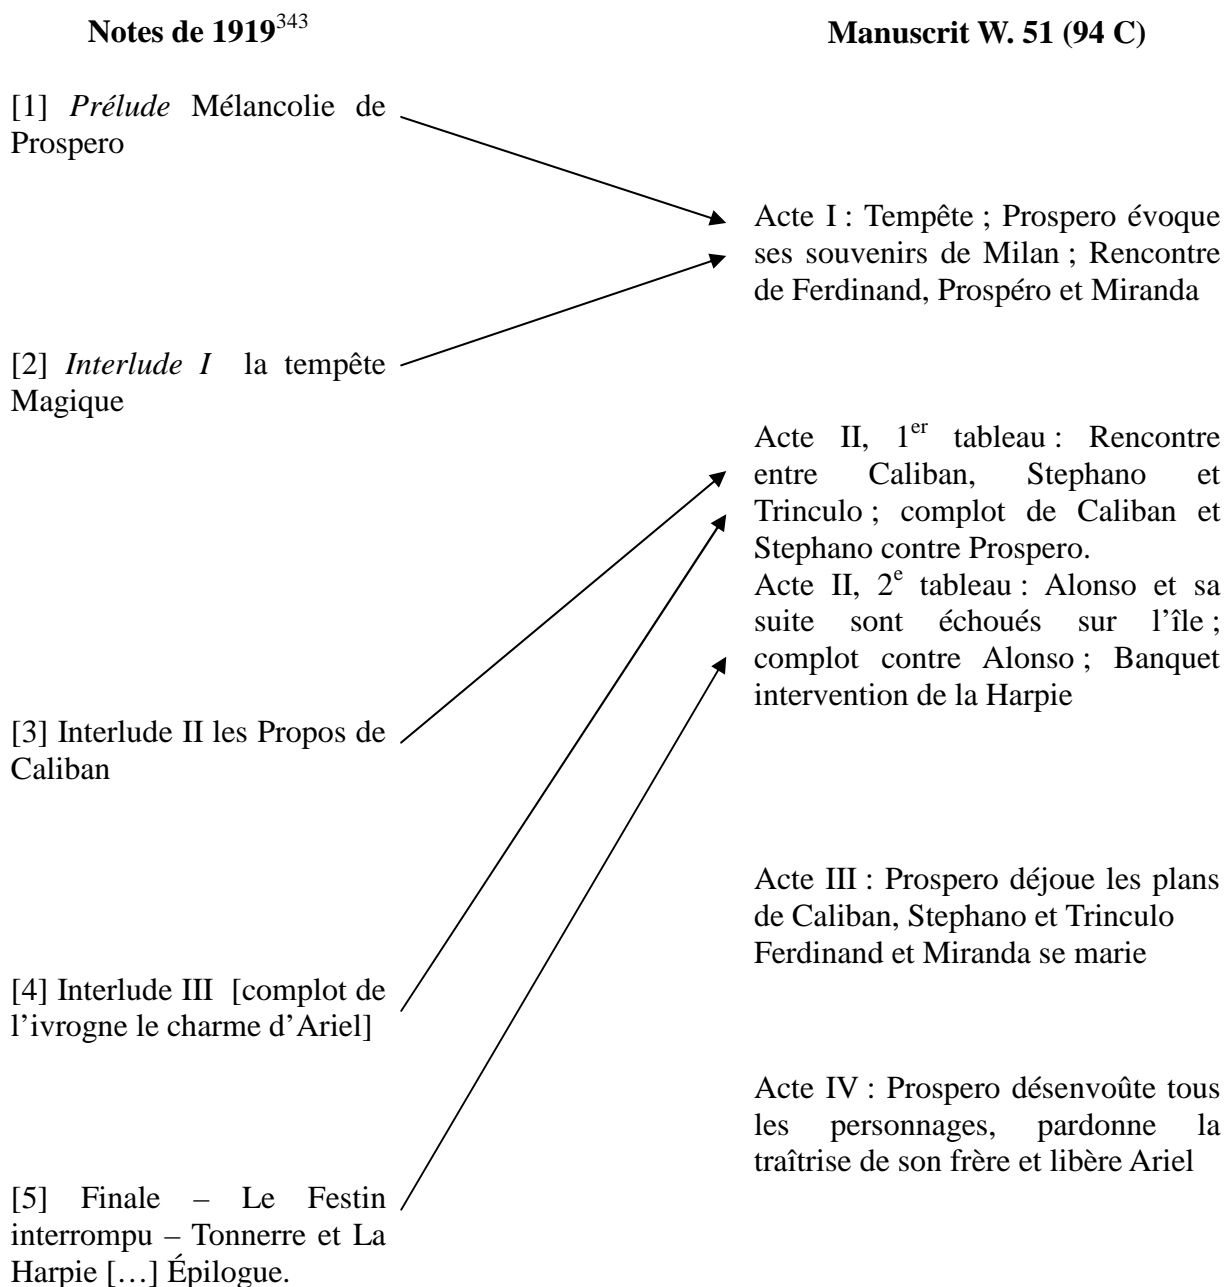 Notes de 1919³⁴³
Manuscrit W. 51 (94 C)
[1] Prélude Mélancolie de
Prospero
Acte I : Tempête ; Prospero évoque
ses souvenirs de Milan ; Rencontre
de Ferdinand, Prospéro et Miranda
[2] Interlude I la tempête
Magique
Acte II, 1er tableau : Rencontre
entre Caliban, Stephano et
Trinculo ; complot de Caliban et
Stephano contre Prospero.
Acte II, 2e tableau : Alonso et sa
suite sont échoués sur l’île ;
complot contre Alonso ; Banquet
intervention de la Harpie
[3] Interlude II les Propos de
Caliban
Acte III : Prospero déjoue les plans
de Caliban, Stephano et Trinculo
Ferdinand et Miranda se marie
[4] Interlude III [complot de
l’ivrogne le charme d’Ariel]
Acte IV : Prospero désenvoûte tous
les personnages, pardonne la
traîtrise de son frère et libère Ariel
[5] Finale – Le Festin
interrompu – Tonnerre et La
Harpie […] Épilogue.